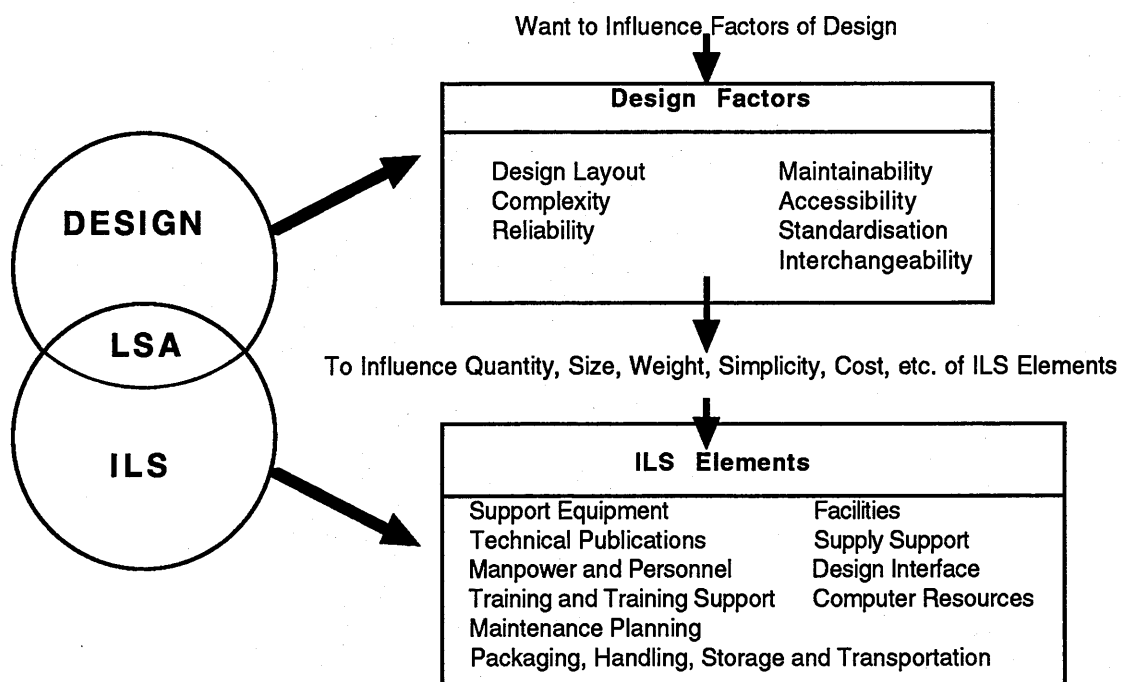 Want to Influence Factors of Design
Design Factors
Design Layout
Complexity
Reliability
Maintainability
Accessibility
Standardisation
Interchangeability
DESIGN
LSA
ILS
To Influence Quantity, Size, Weight, Simplicity, Cost, etc. of ILS Elements
ILS Elements
Support Equipment
Technical Publications
Manpower and Personnel
Training and Training Support
Maintenance Planning
Packaging, Handling, Storage and Transportation
Facilities
Supply Support
Design Interface
Computer Resources